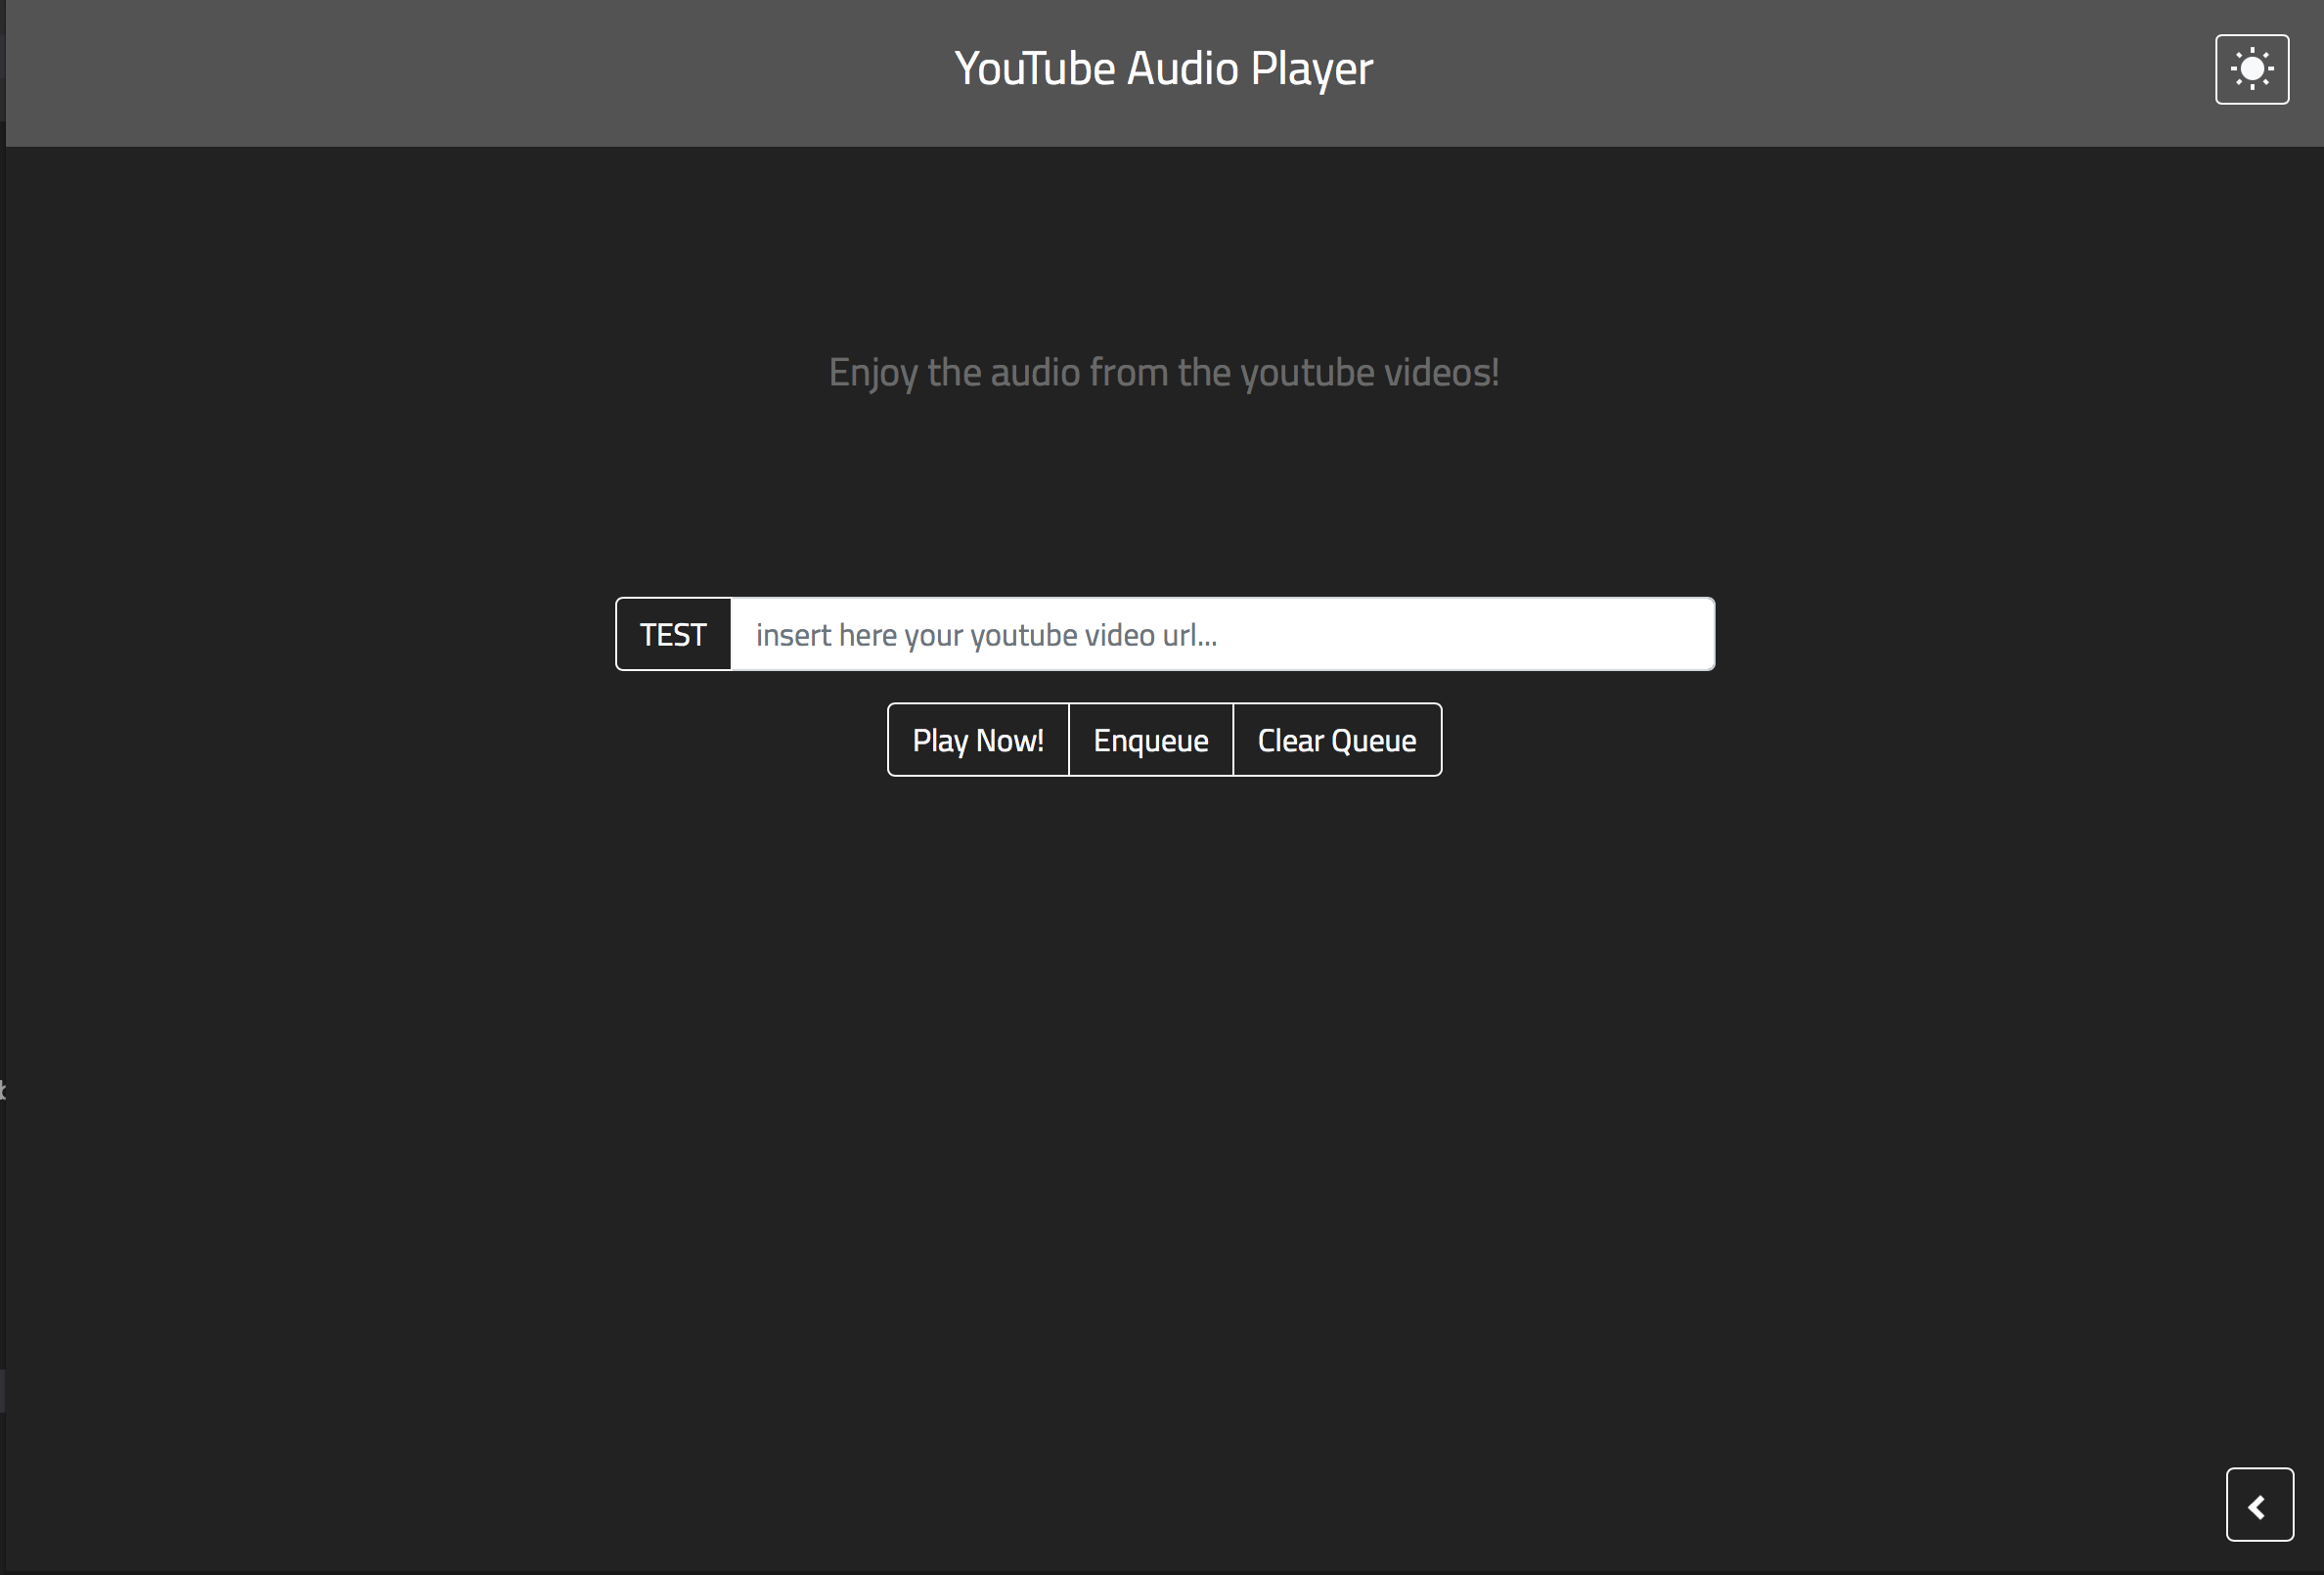 YouTube Audio Player
Enjoy the audio from the youtube videos!
TEST insert here your youtube video url...
Play Now! Enqueue Clear Queue